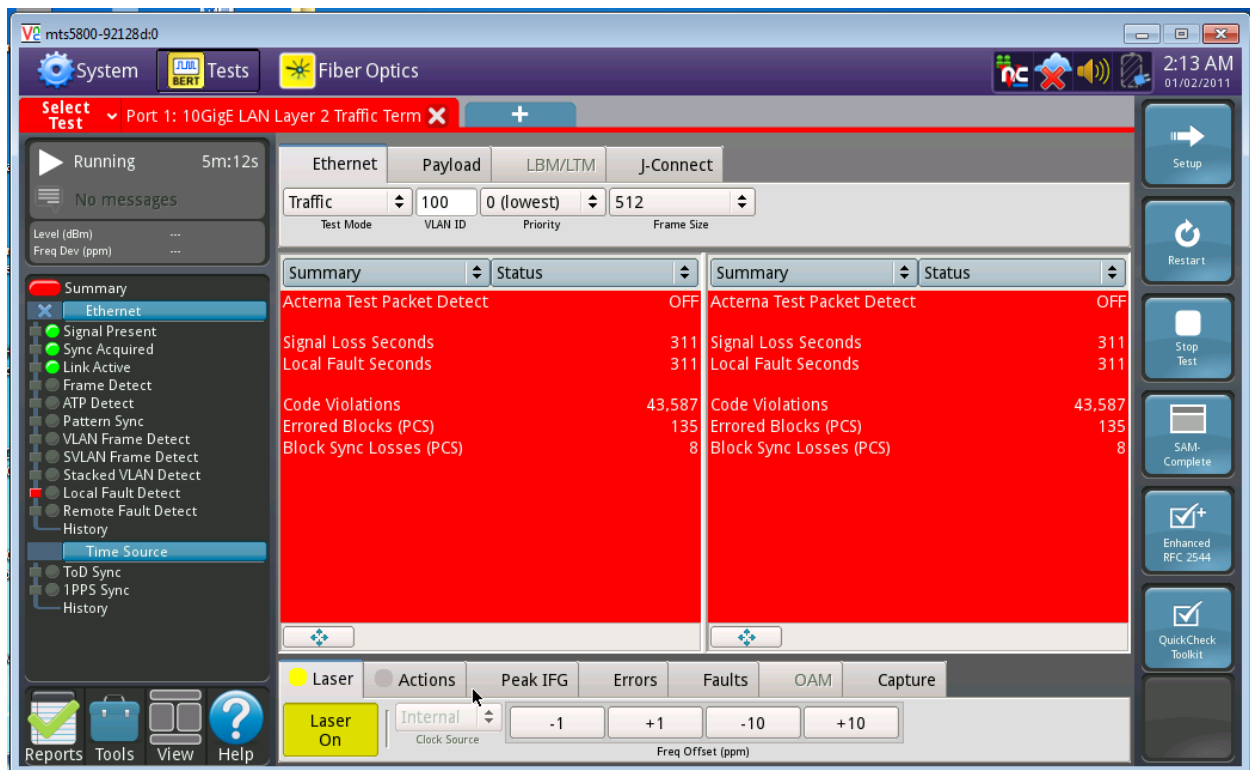 mts5800-92128d:0
System
BERT
Tests
Fiber Optics
2:13 AM
01/02/2011
Select Test
Port 1: 10GigE LAN Layer 2 Traffic Term
+
Running 5m:12s
No messages
Level (dBm) ---
Freq Dev (ppm) ---
Summary
Ethernet
Signal Present
Sync Acquired
Link Active
Frame Detect
ATP Detect
Pattern Sync
VLAN Frame Detect
SVLAN Frame Detect
Stacked VLAN Detect
Local Fault Detect
Remote Fault Detect
History
Time Source
ToD Sync
1PPS Sync
History
Reports Tools View Help
Ethernet Payload LBM/LTM J-Connect
Traffic 100 0 (lowest) 512
Test Mode VLAN ID Priority Frame Size
Summary Status
Acterna Test Packet Detect OFF
Signal Loss Seconds 311
Local Fault Seconds 311
Code Violations 43,587
Errored Blocks (PCS) 135
Block Sync Losses (PCS) 8
Summary Status
Acterna Test Packet Detect OFF
Signal Loss Seconds 311
Local Fault Seconds 311
Code Violations 43,587
Errored Blocks (PCS) 135
Block Sync Losses (PCS) 8
Laser Actions Peak IFG Errors Faults OAM Capture
Laser
On
Internal
Clock Source
-1 +1 -10 +10
Freq Offset (ppm)
Setup
Restart
Stop
Test
SAM-
Complete
Enhanced
RFC 2544
QuickCheck
Toolkit